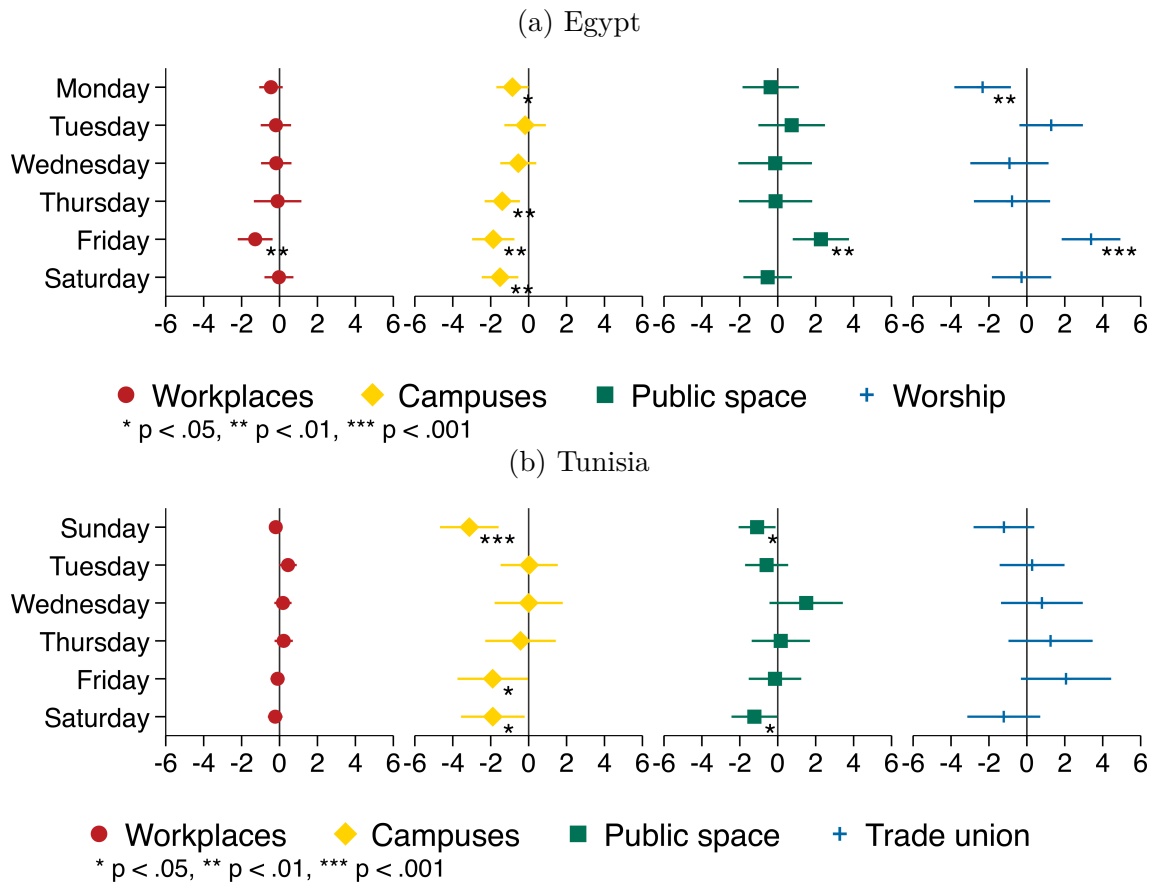 (a) Egypt
Monday
*
**
Tuesday
Wednesday
Thursday
**
Friday
** ** ** ***
Saturday
**
-6 -4 -2 0 2 4 6 -6 -4 -2 0 2 4 6 -6 -4 -2 0 2 4 6 -6 -4 -2 0 2 4 6
Workplaces Campuses Public space Worship
* p < .05, ** p < .01, *** p < .001
(b) Tunisia
Sunday
*** *
Tuesday
Wednesday
Thursday
Friday
*
Saturday
* *
-6 -4 -2 0 2 4 6 -6 -4 -2 0 2 4 6 -6 -4 -2 0 2 4 6 -6 -4 -2 0 2 4 6
Workplaces Campuses Public space Trade union
* p < .05, ** p < .01, *** p < .001